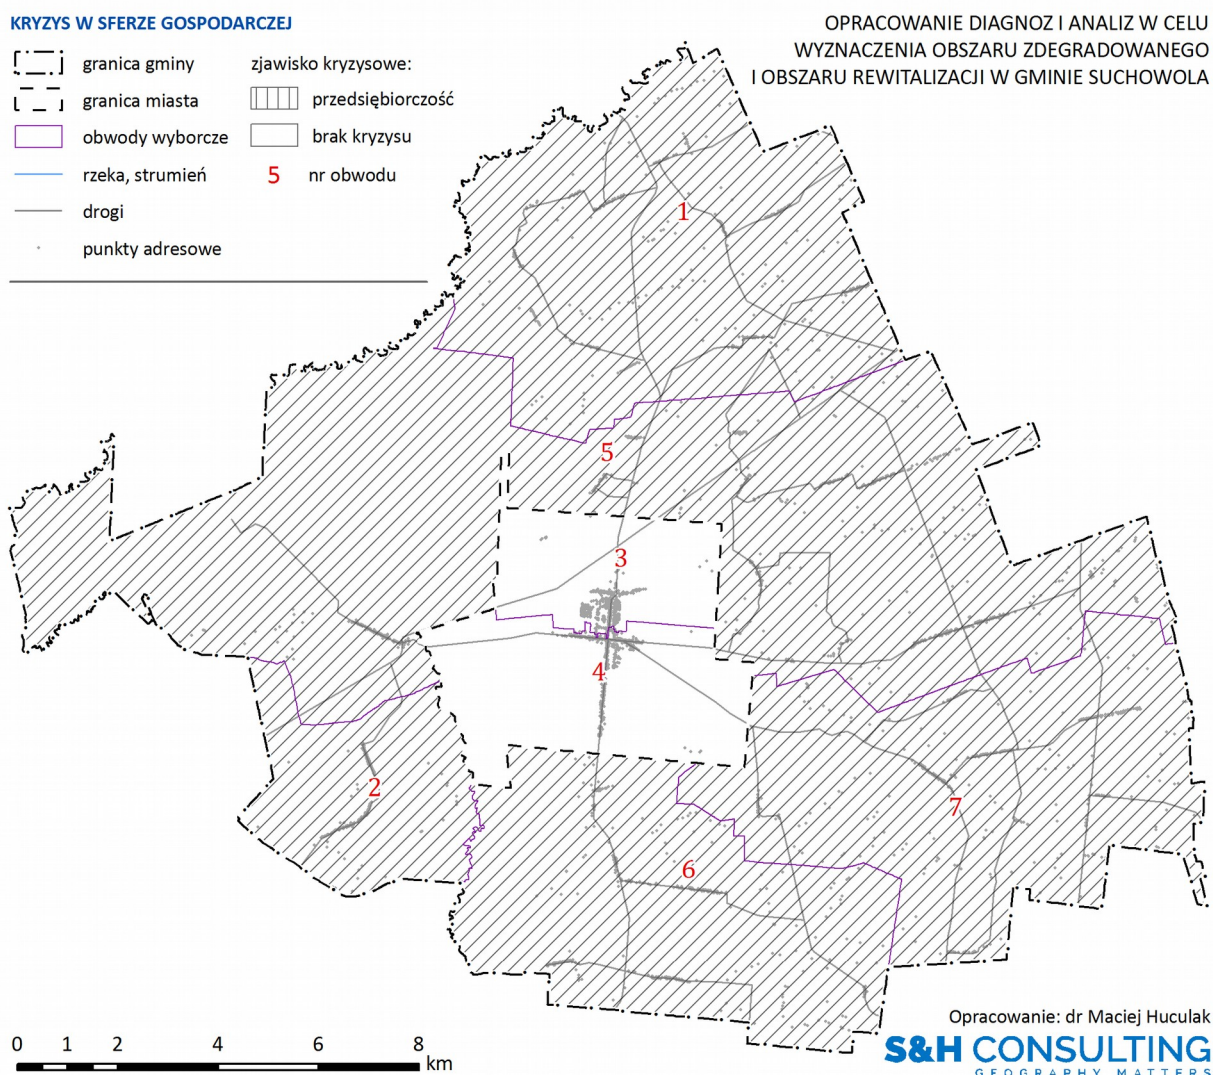 KRYZYS W SFERZE GOSPODARCZEJ
granica gminy
granica miasta
obwody wyborcze
rzeka, strumień
drogi
punkty adresowe
zjawisko kryzysowe:
przedsiębiorczość
brak kryzysu
5 nr obwodu
OPRACOWANIE DIAGNOZ I ANALIZ W CELU
WYZNACZENIA OBSZARU ZDEGRADOWANEGO
I OBSZARU REWITALIZACJI W GMINIE SUCHOWOLA
1
5
3
4
2
7
6
0 1 2 4 6 8
km
Opracowanie: dr Maciej Huculak
S&H CONSULTING
GEOGRAPHY MATTERS